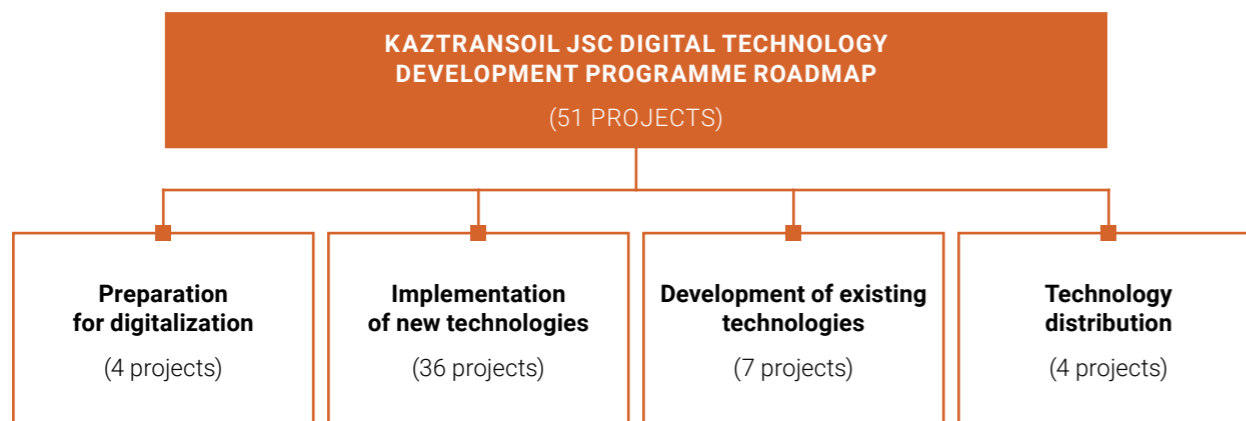 KAZTRANSOIL JSC DIGITAL TECHNOLOGY
DEVELOPMENT PROGRAMME ROADMAP
(51 PROJECTS)
Preparation
for digitalization
(4 projects)
Implementation
of new technologies
(36 projects)
Development of existing
technologies
(7 projects)
Technology
distribution
(4 projects)